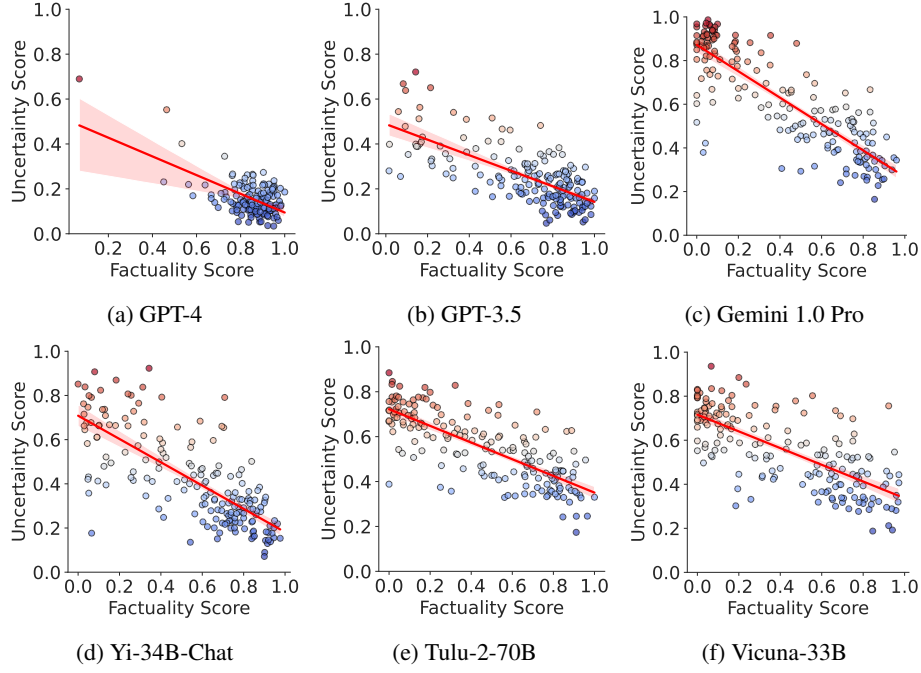 1.0
0.8
0.6
0.4
0.2
0.0
Uncertainty Score
0.0 0.2 0.4 0.6 0.8 1.0
Factuality Score
(a) GPT-4
1.0
0.8
0.6
0.4
0.2
0.0
Uncertainty Score
0.0 0.2 0.4 0.6 0.8 1.0
Factuality Score
(b) GPT-3.5
1.0
0.8
0.6
0.4
0.2
0.0
Uncertainty Score
0.0 0.2 0.4 0.6 0.8 1.0
Factuality Score
(c) Gemini 1.0 Pro
1.0
0.8
0.6
0.4
0.2
0.0
Uncertainty Score
0.0 0.2 0.4 0.6 0.8 1.0
Factuality Score
(d) Yi-34B-Chat
1.0
0.8
0.6
0.4
0.2
0.0
Uncertainty Score
0.0 0.2 0.4 0.6 0.8 1.0
Factuality Score
(e) Tulu-2-70B
1.0
0.8
0.6
0.4
0.2
0.0
Uncertainty Score
0.0 0.2 0.4 0.6 0.8 1.0
Factuality Score
(f) Vicuna-33B